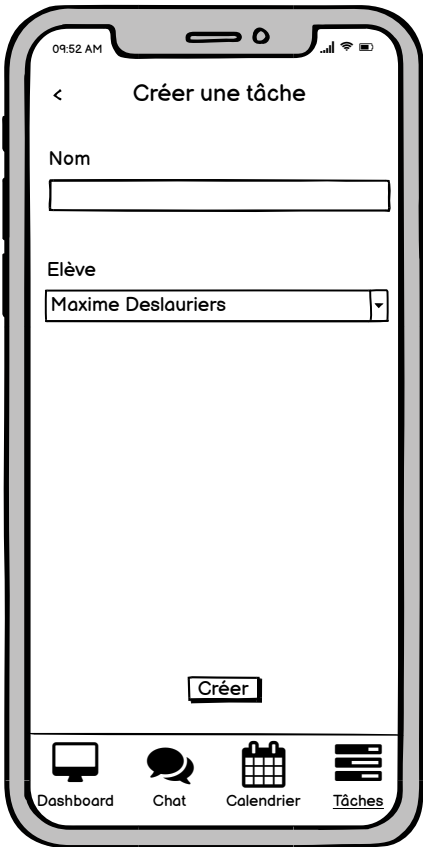 09:52 AM
< Créer une tâche
Nom
Elève
Maxime Deslauriers
Créer
Dashboard Chat Calendrier Tâches